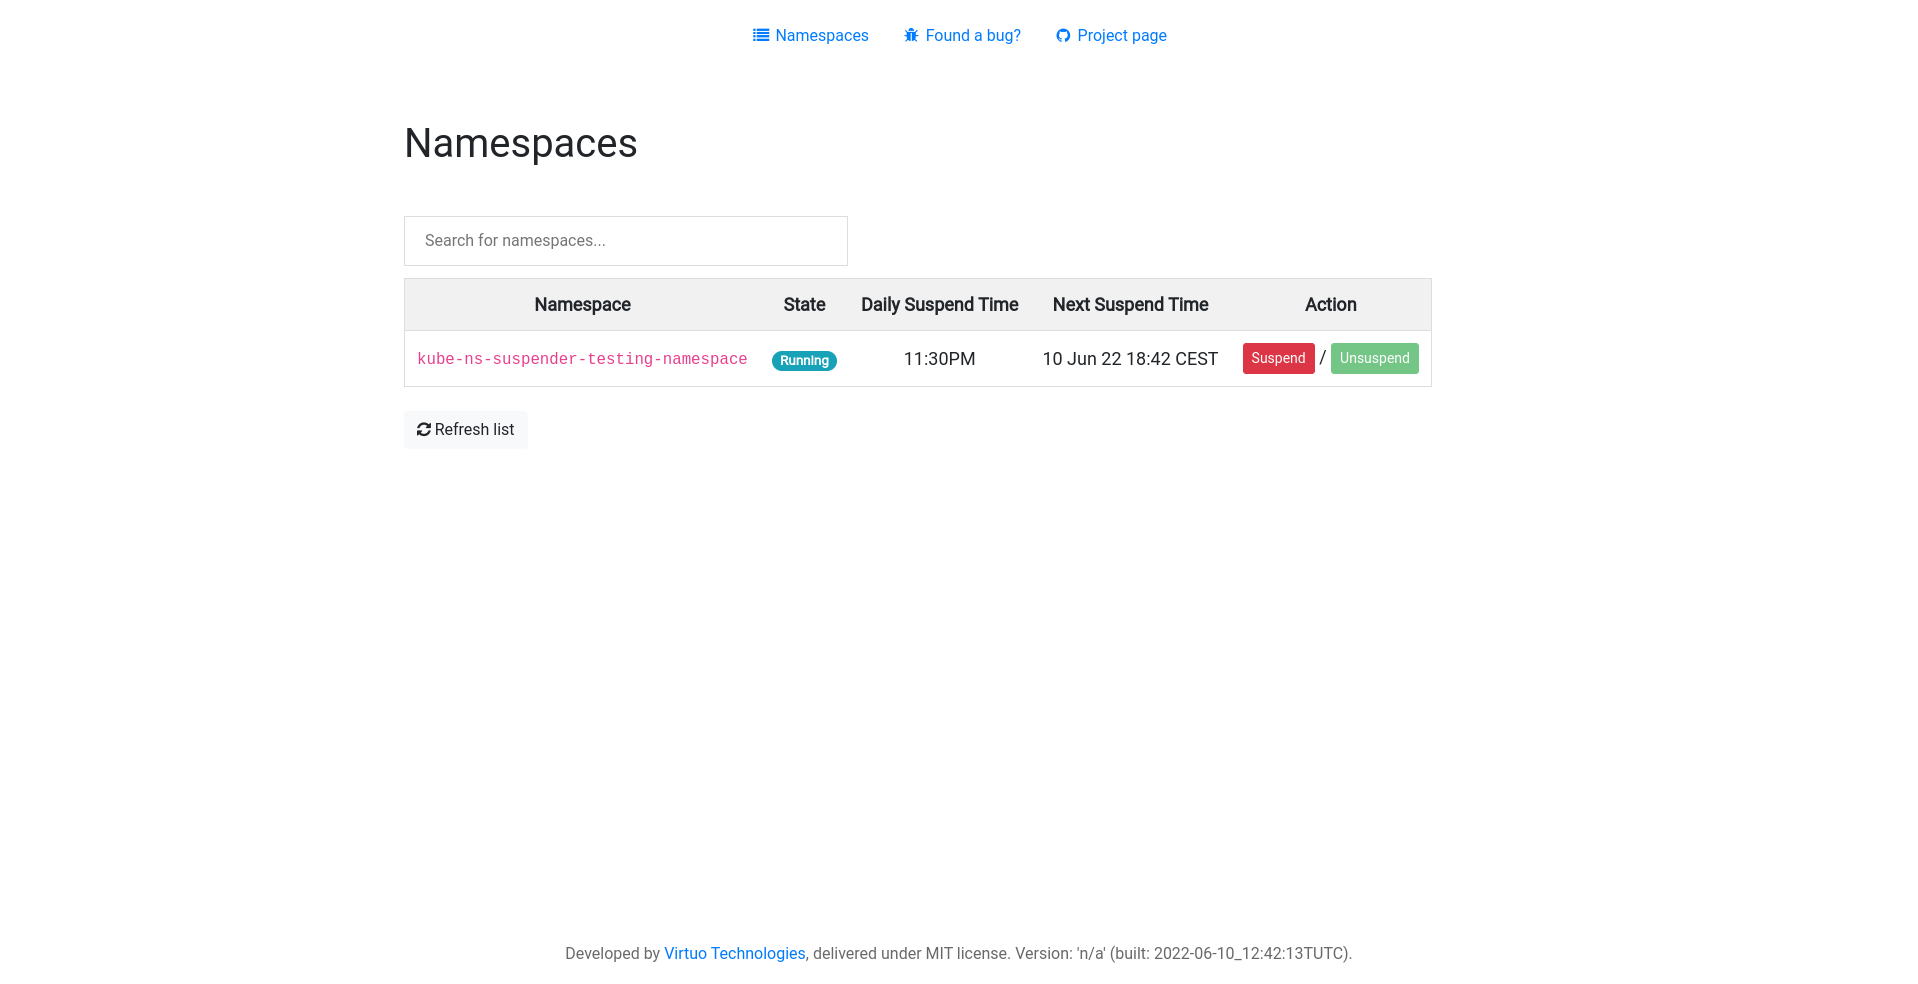 Namespaces Found a bug? Project page
Namespaces
Search for namespaces...
Namespace State Daily Suspend Time Next Suspend Time Action
kube-ns-suspender-testing-namespace Running 11:30PM 10 Jun 22 18:42 CEST Suspend / Unsuspend
Refresh list
Developed by Virtuo Technologies, delivered under MIT license. Version: 'n/a' (built: 2022-06-10_12:42:13TUTC).